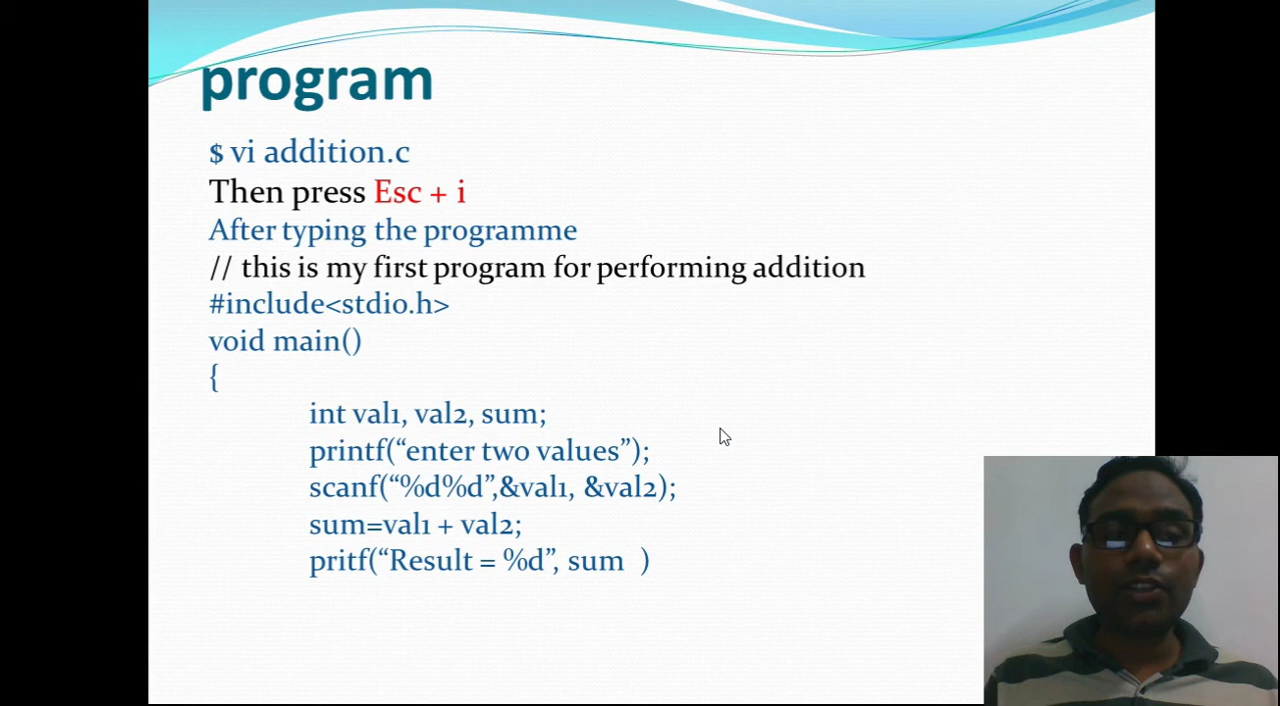 program
$ vi addition.c
Then press Esc + i
After typing the programme
// this is my first program for performing addition
#include<stdio.h>
void main()
{
int val1, val2, sum;
printf(“enter two values”);
scanf(“%d%d”,&val1, &val2);
sum=val1 + val2;
pritf(“Result = %d”, sum  )